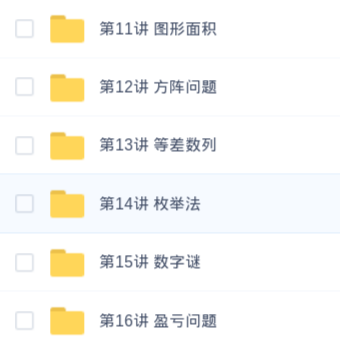 第11讲 图形面积
第12讲 方阵问题
第13讲 等差数列
第14讲 枚举法
第15讲 数字谜
第16讲 盈亏问题